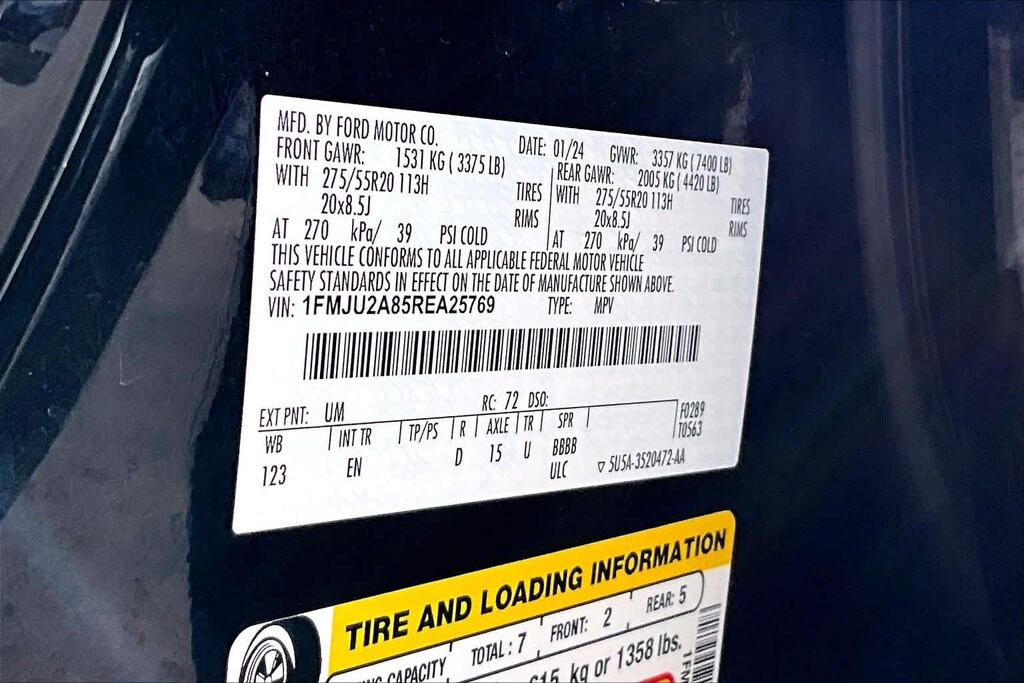 MFD. BY FORD MOTOR CO. DATE: 01/24 GVWR: 3357 KG (7400 LB)
FRONT GAWR: 1531 KG (3375 LB) REAR GAWR: 2005 KG (4420 LB)
WITH 275/55R20 113H TIRES WITH 275/55R20 113H TIRES
20x8.5J RIMS 20x8.5J RIMS
AT 270 kPa/ 39 PSI COLD AT 270 kPa/ 39 PSI COLD
THIS VEHICLE CONFORMS TO ALL APPLICABLE FEDERAL MOTOR VEHICLE
SAFETY STANDARDS IN EFFECT ON THE DATE OF MANUFACTURE SHOWN ABOVE.
VIN: 1FMJU2A85REA25769 TYPE: MPV
EXT PNT: UM RC: 72 DSO: F0289
WB INT TR TP/PS R AXLE TR SPR T0563
123 EN D 15 U BBBB
ULC 5U5A-3520472-AA
TIRE AND LOADING INFORMATION
CAPACITY TOTAL: 7 FRONT: 2 REAR: 5
kg or 1358 lbs.